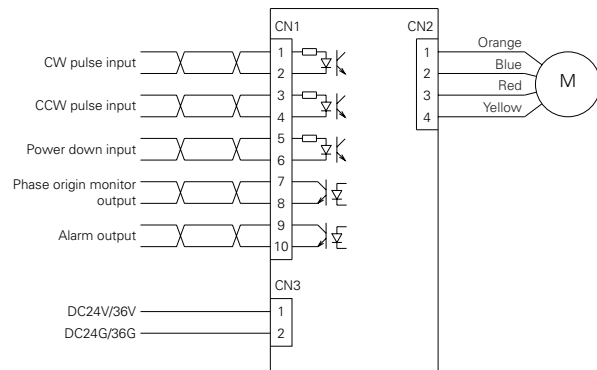 CN1
CN2
CW pulse input
1
2
CCW pulse input
3
4
Power down input
5
6
Phase origin monitor
output
7
8
Alarm output
9
10
1
Orange
2
Blue
3
Red
4
Yellow
M
CN3
DC24V/36V
1
DC24G/36G
2